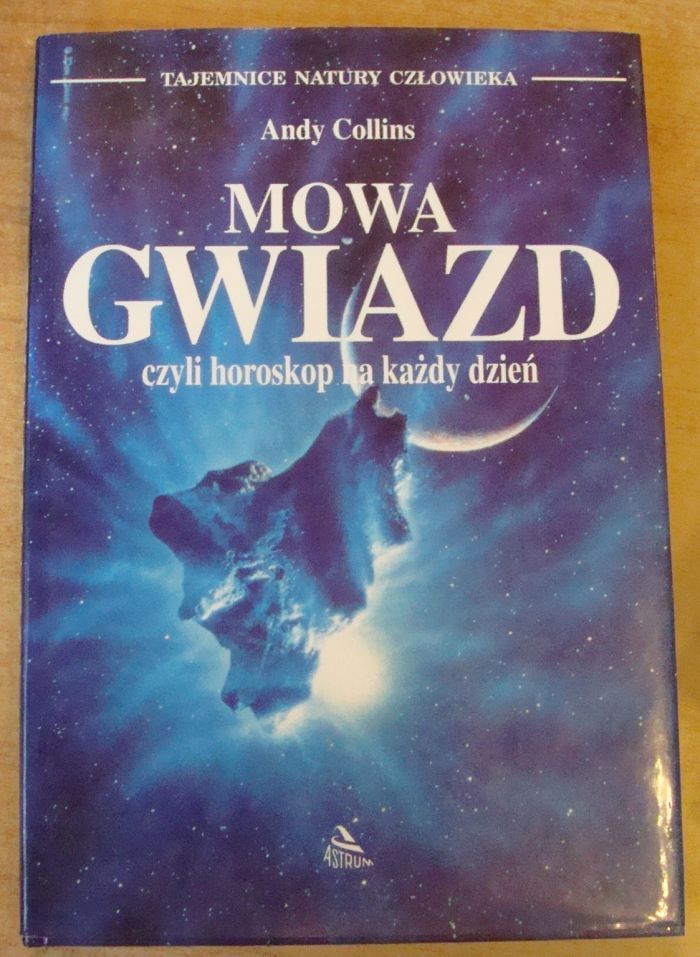 TAJEMNICE NATURY CZŁOWIEKA
Andy Collins
MOWA
GWIAZD
czyli horoskop na każdy dzień
ASTRUM